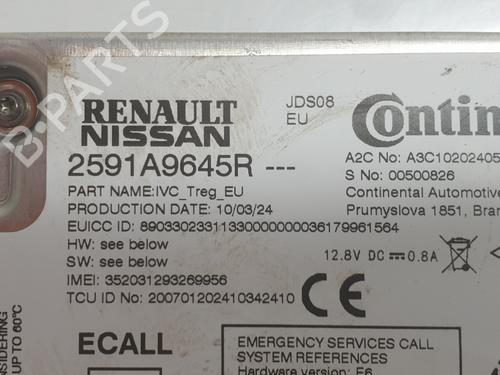 B-PARTS
RENAULT
NISSAN
JDS08
EU
2591A9645R ---
A2C No: A3C10202405
S No: 00500826
PART NAME:IVC_Treg_EU
Continental Automotive
PRODUCTION DATE: 10/03/24
Prumyslova 1851, Bran
EUICC ID: 89033023311330000000036179961564
HW: see below
12.8V DC 0.8A
SW: see below
IMEI: 352031293269956
TCU ID No: 200701202410342410
UP TO 60°C
ECALL
EMERGENCY SERVICES CALL
SYSTEM REFERENCES
Hardware version: E6